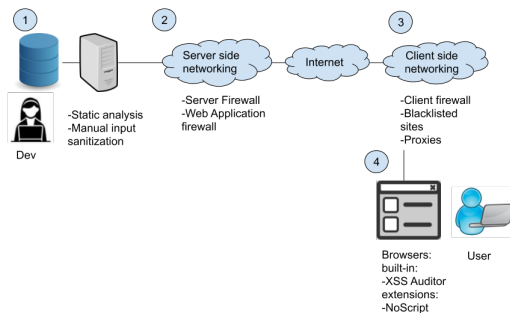 1
2
3
Server side
networking
Internet
Client side
networking
-Static analysis
-Manual input
sanitization
-Server Firewall
-Web Application
firewall
-Client firewall
-Blacklisted
sites
-Proxies
Dev
4
Browsers:
built-in:
-XSS Auditor
extensions:
-NoScript
User